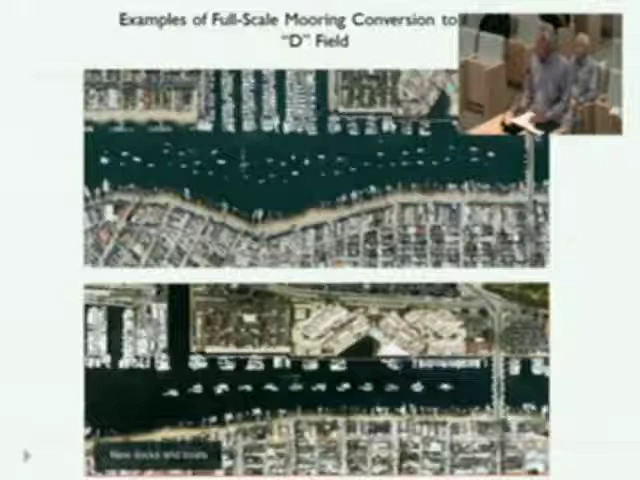 Examples of Full-Scale Mooring Conversion to
"D" Field
New docks and boats